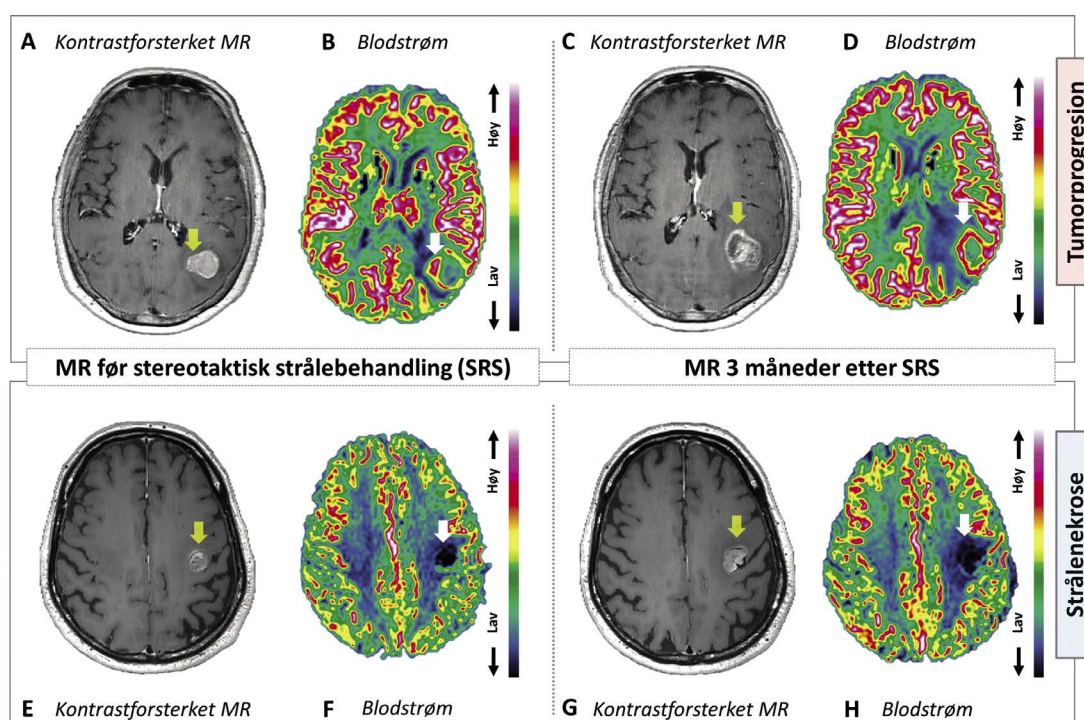 A Kontrastforsterket MR
B Blodstrøm
C Kontrastforsterket MR
D Blodstrøm
Høy
Lav
Høy
Lav
Tumorprogresjon
MR før stereotaktisk strålebehandling (SRS)
MR 3 måneder etter SRS
Høy
Lav
Høy
Lav
Strålenekrose
E Kontrastforsterket MR
F Blodstrøm
G Kontrastforsterket MR
H Blodstrøm